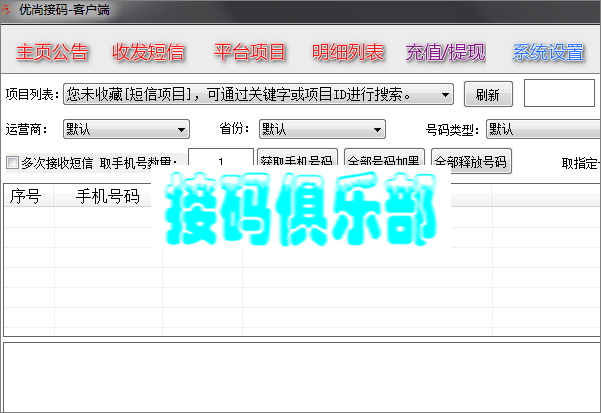 优尚接码-客户端
主页公告 收发短信 平台项目 明细列表 充值/提现 系统设置
项目列表: 您未收藏[短信项目]，可通过关键字或项目ID进行搜索。 刷新
运营商: 默认 省份: 默认 号码类型: 默认
多次接收短信 取手机号数量: 1 获取手机号码 全部号码加黑 全部释放号码 取指定
序号 手机号码
接码俱乐部